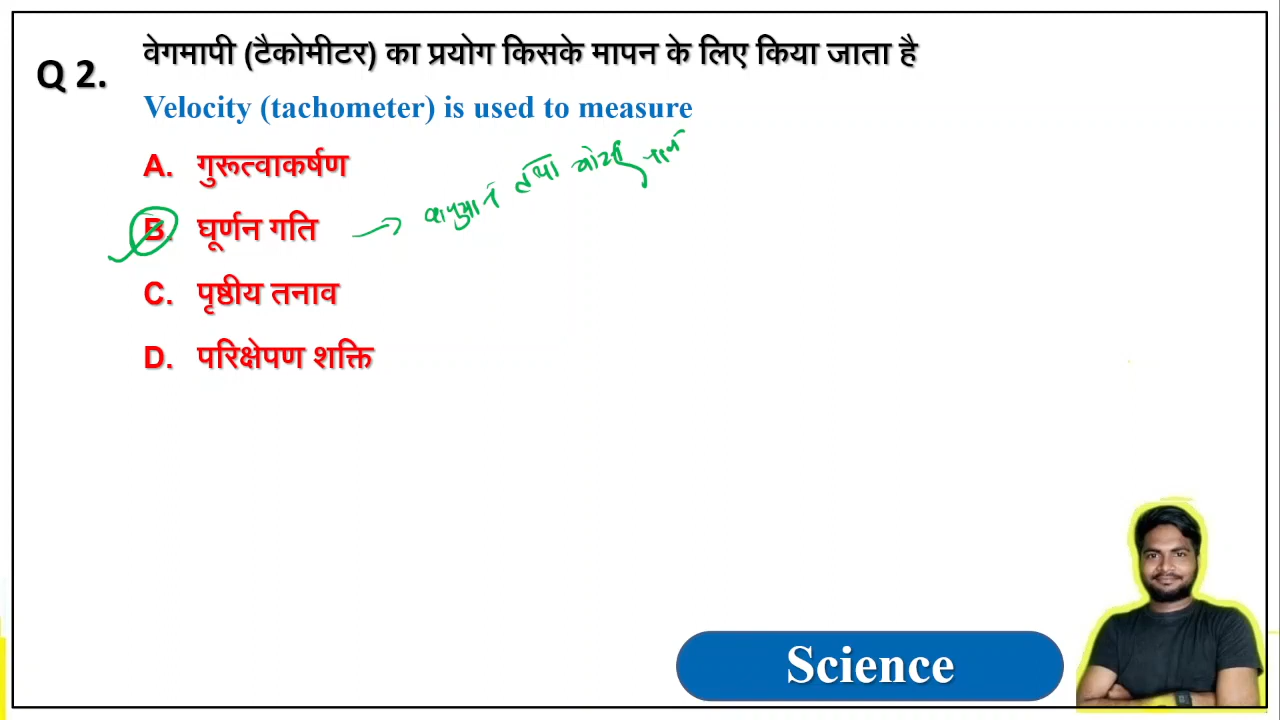 Q 2.
वेगमापी (टैकोमीटर) का प्रयोग किसके मापन के लिए किया जाता है
Velocity (tachometer) is used to measure
A. गुरूत्वाकर्षण
B. घूर्णन गति
वायुयान तथा
C. पृष्ठीय तनाव
D. परिक्षेपण शक्ति
Science